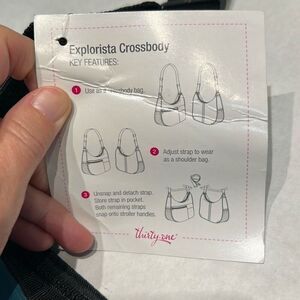 Explorista Crossbody
KEY FEATURES:
1 Use as a crossbody bag.
2 Adjust strap to wear
as a shoulder bag.
3 Unsnap and detach strap.
Store strap in pocket.
Both remaining straps
snap onto stroller handles.
thirty-one